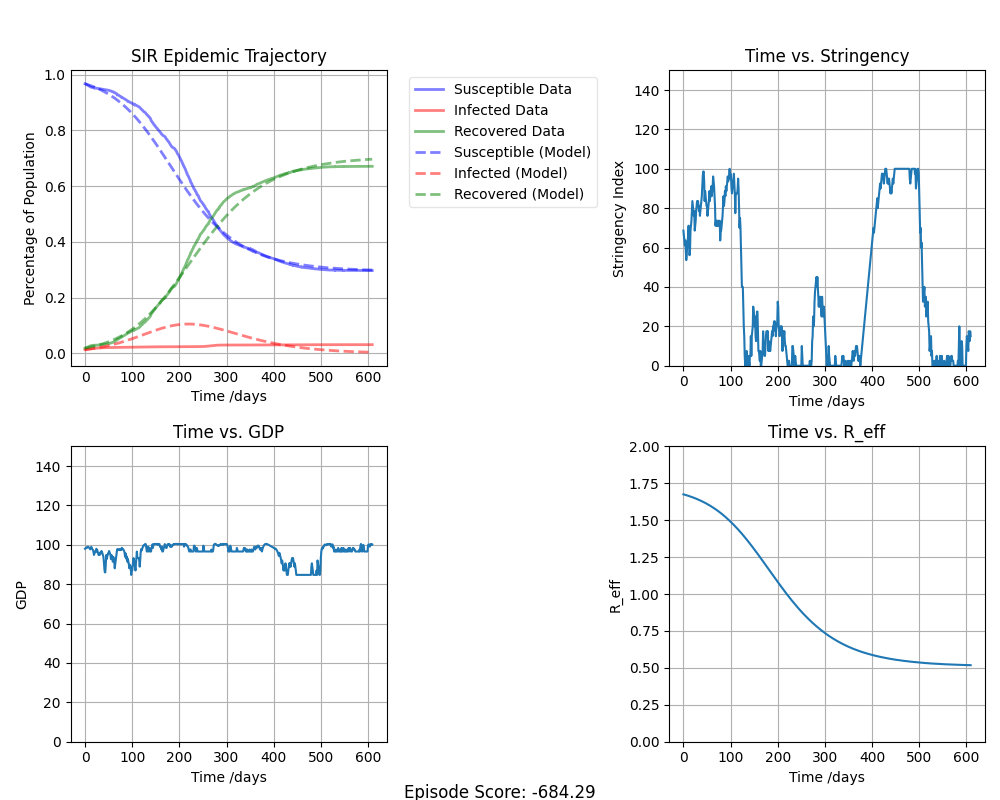 SIR Epidemic Trajectory
1.0
0.8
0.6
0.4
0.2
0.0
Percentage of Population
0 100 200 300 400 500 600
Time /days
Susceptible Data
Infected Data
Recovered Data
Susceptible (Model)
Infected (Model)
Recovered (Model)
Time vs. Stringency
140
120
100
80
60
40
20
0
Stringency Index
0 100 200 300 400 500 600
Time /days
Time vs. GDP
140
120
100
80
60
40
20
0
GDP
0 100 200 300 400 500 600
Time /days
Time vs. R_eff
2.00
1.75
1.50
1.25
1.00
0.75
0.50
0.25
0.00
R_eff
0 100 200 300 400 500 600
Time /days
Episode Score: -684.29